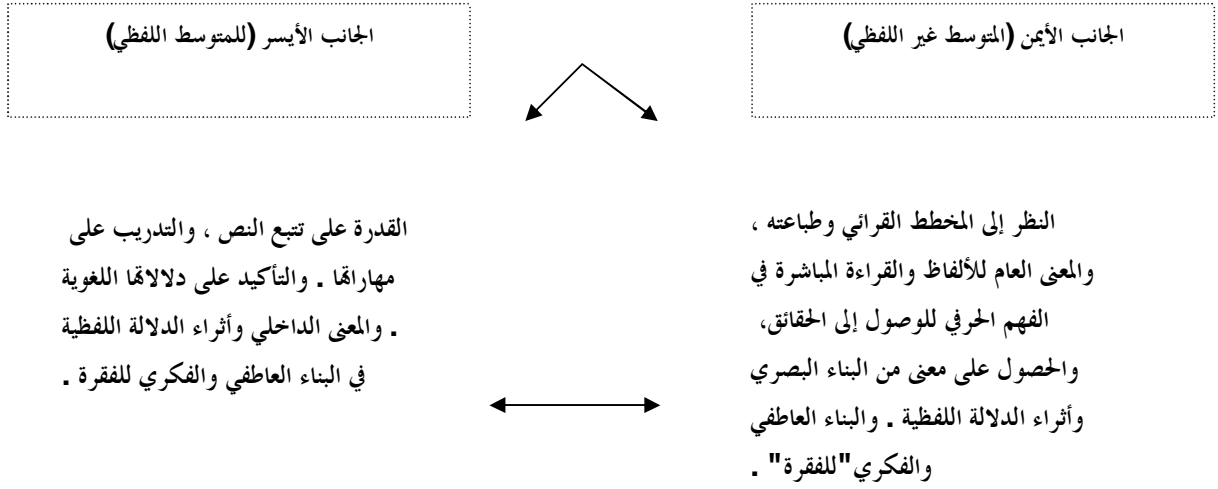 الجانب الأيمن (المتوسط غير اللفظي)
الجانب الأيسر (للمتوسط اللفظي)
النظر إلى المخطط القرائي وطباعته ،
والمعنى العام للألفاظ والقراءة المباشرة في
الفهم الحرفي للوصول إلى الحقائق،
والحصول على معنى من البناء البصري
وأثراء الدلالة اللفظية . والبناء العاطفي
والفكري "للفقرة" .
القدرة على تتبع النص ، والتدريب على
مهاراتها . والتأكيد على دلالاتها اللغوية
. والمعنى الداخلي وأثراء الدلالة اللفظية
في البناء العاطفي والفكري للفقرة .